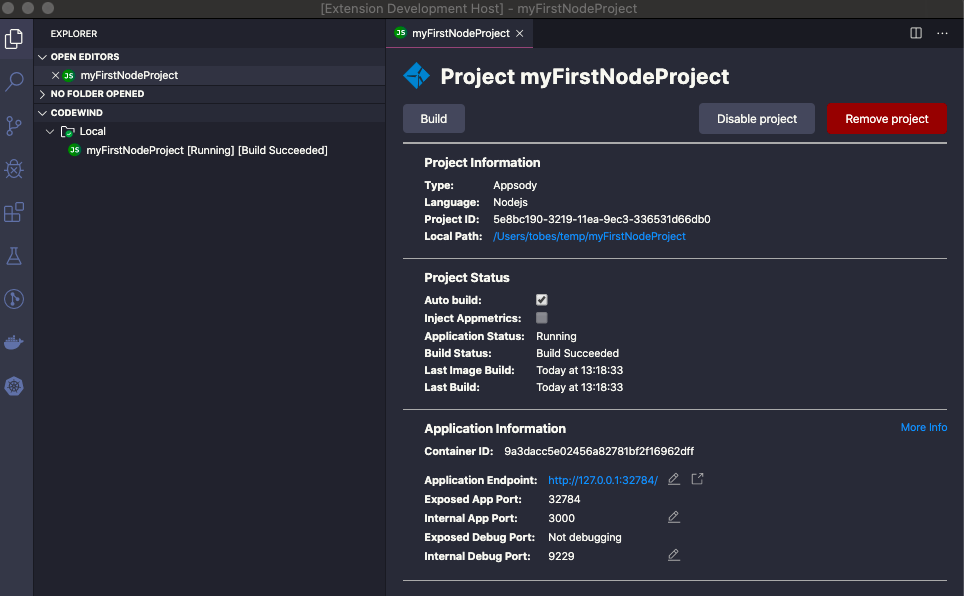 [Extension Development Host] - myFirstNodeProject
EXPLORER
OPEN EDITORS
JS myFirstNodeProject
NO FOLDER OPENED
CODEWIND
Local
JS myFirstNodeProject [Running] [Build Succeeded]
JS myFirstNodeProject
Project myFirstNodeProject
Build
Disable project
Remove project
Project Information
Type: Appsody
Language: Nodejs
Project ID: 5e8bc190-3219-11ea-9ec3-336531d66db0
Local Path: /Users/tobes/temp/myFirstNodeProject
Project Status
Auto build:
Inject Appmetrics:
Application Status: Running
Build Status: Build Succeeded
Last Image Build: Today at 13:18:33
Last Build: Today at 13:18:33
Application Information
More Info
Container ID: 9a3dacc5e02456a82781bf2f16962dff
Application Endpoint: http://127.0.0.1:32784/
Exposed App Port: 32784
Internal App Port: 3000
Exposed Debug Port: Not debugging
Internal Debug Port: 9229